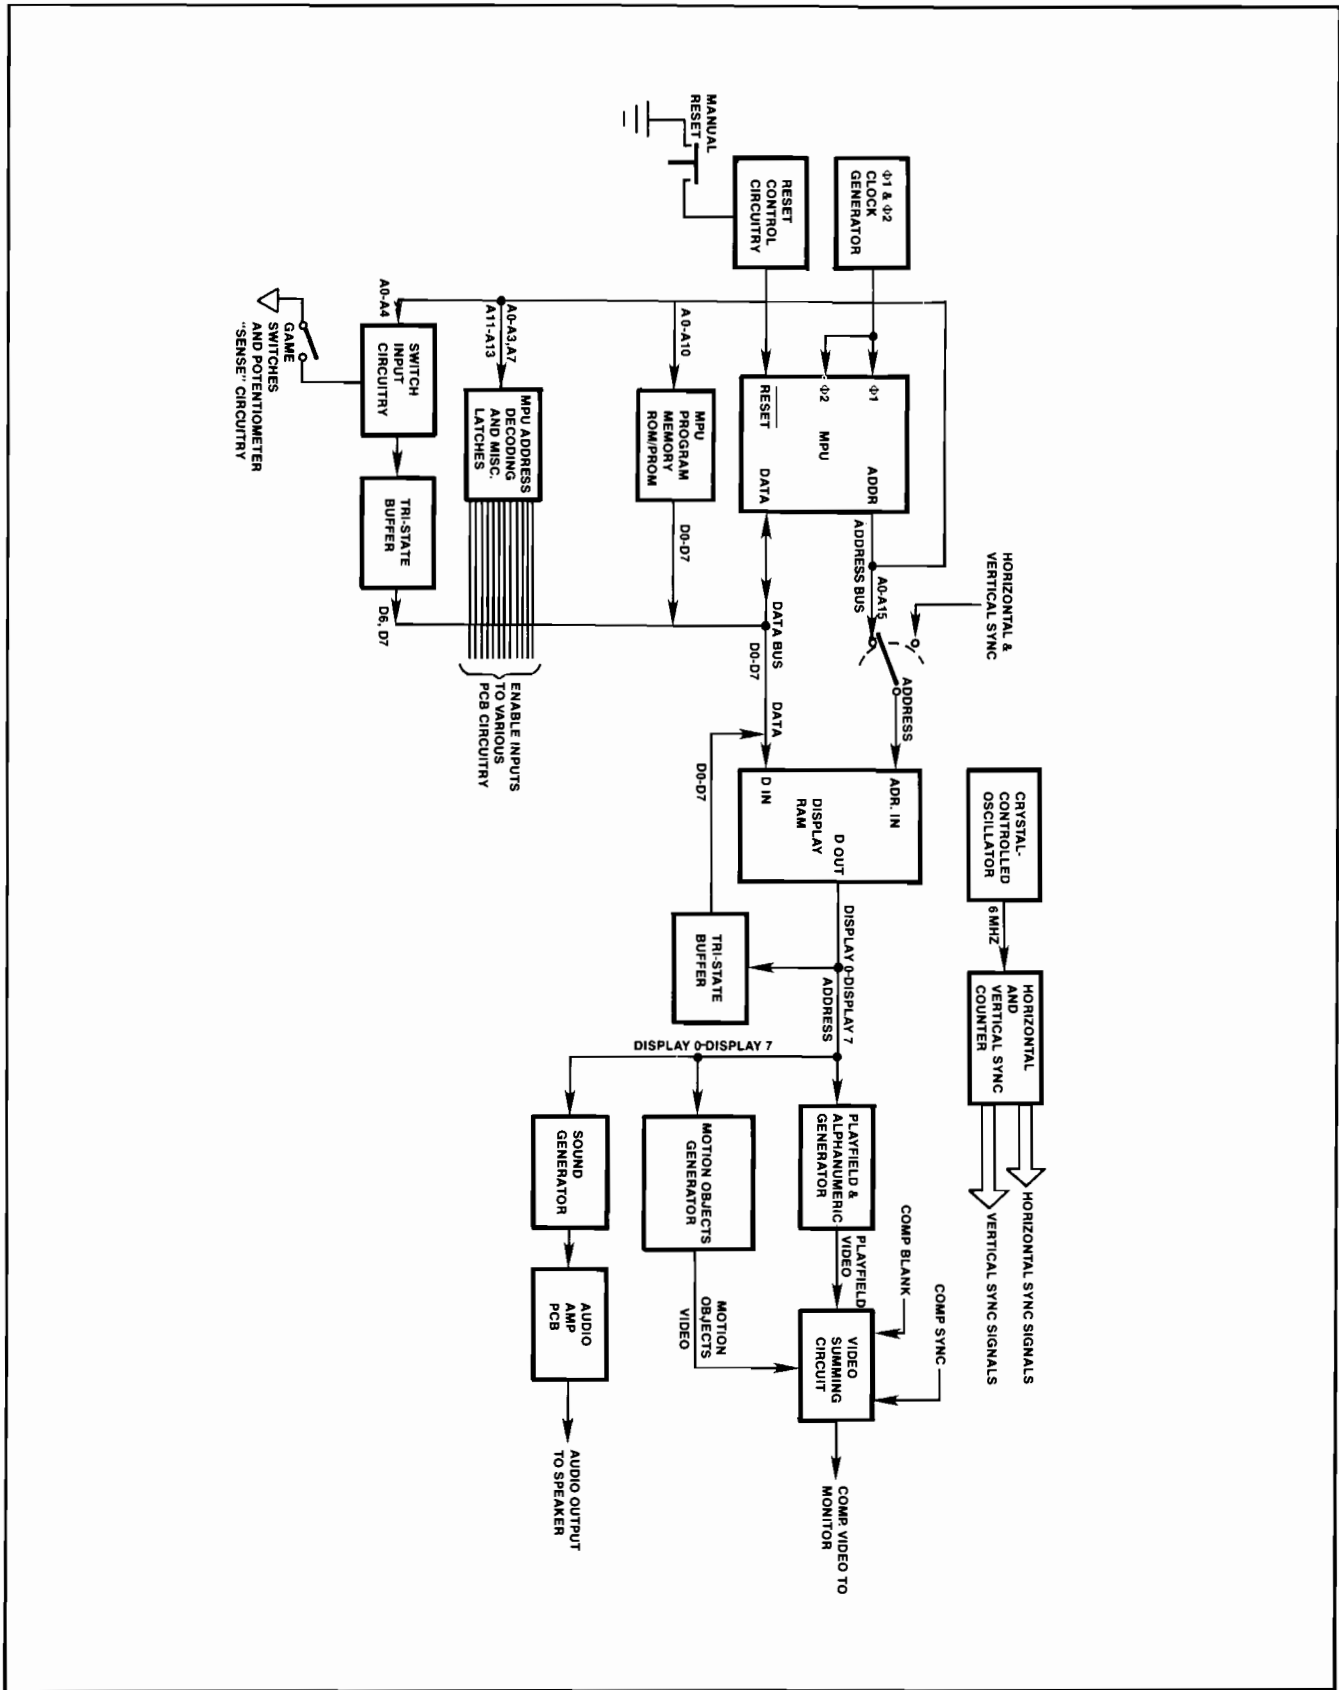 MANUAL
RESET
RESET
CONTROL
CIRCUITRY
Φ1 & Φ2
CLOCK
GENERATOR
A0-A4
GAME
SWITCHES
AND POTENTIOMETER
"SENSE" CIRCUITRY
SWITCH
INPUT
CIRCUITRY
TRI-STATE
BUFFER
D6, D7
A0-A3,A7
A11-A13
MPU ADDRESS
DECODING
AND MISC.
LATCHES
ENABLE INPUTS
TO VARIOUS
PCB CIRCUITRY
A0-A10
MPU
PROGRAM
MEMORY
ROM/PROM
D0-D7
RESET
Φ2
Φ1
MPU
DATA
ADDR
ADDRESS BUS
A0-A15
HORIZONTAL &
VERTICAL SYNC
ADDRESS
DATA BUS
D0-D7
DATA
D0-D7
D IN
ADR. IN
DISPLAY
RAM
D OUT
CRYSTAL-
CONTROLLED
OSCILLATOR
6 MHZ
HORIZONTAL
AND
VERTICAL SYNC
COUNTER
HORIZONTAL SYNC SIGNALS
VERTICAL SYNC SIGNALS
DISPLAY 0-DISPLAY 7
ADDRESS
TRI-STATE
BUFFER
DISPLAY 0-DISPLAY 7
PLAYFIELD &
ALPHANUMERIC
GENERATOR
PLAYFIELD
VIDEO
MOTION OBJECTS
GENERATOR
MOTION
OBJECTS
VIDEO
SOUND
GENERATOR
AUDIO
AMP
PCB
AUDIO OUTPUT
TO SPEAKER
COMP BLANK
COMP SYNC
VIDEO
SUMMING
CIRCUIT
COMP. VIDEO TO
MONITOR